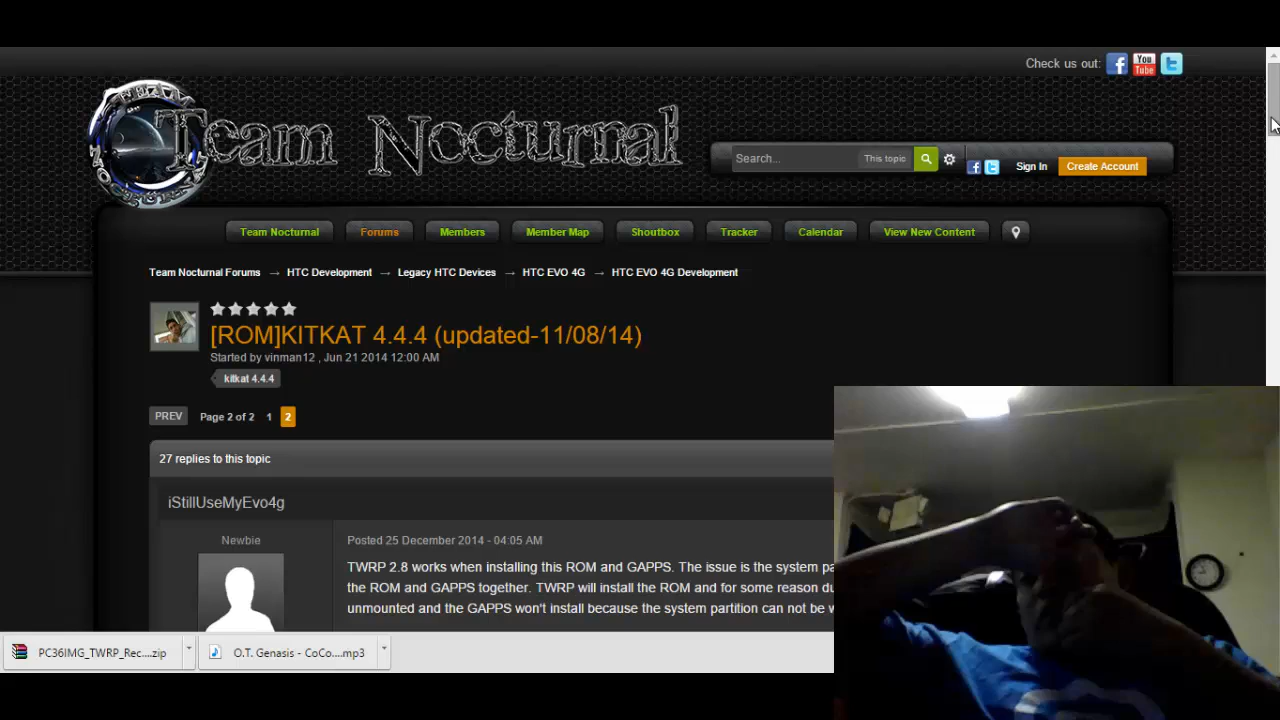 Check us out:
You
Tube
Team Nocturnal
Search...
This topic
Sign In
Create Account
Team Nocturnal
Forums
Members
Member Map
Shoutbox
Tracker
Calendar
View New Content
Team Nocturnal Forums → HTC Development → Legacy HTC Devices → HTC EVO 4G → HTC EVO 4G Development
[ROM]KITKAT 4.4.4 (updated-11/08/14)
Started by vinman12 , Jun 21 2014 12:00 AM
kitkat 4.4.4
PREV
Page 2 of 2
1
2
27 replies to this topic
iStillUseMyEvo4g
Newbie
Posted 25 December 2014 - 04:05 AM
TWRP 2.8 works when installing this ROM and GAPPS. The issue is the system pa
the ROM and GAPPS together. TWRP will install the ROM and for some reason du
unmounted and the GAPPS won't install because the system partition can not be w
PC36IMG_TWRP_Rec....zip
O.T. Genasis - CoCo....mp3